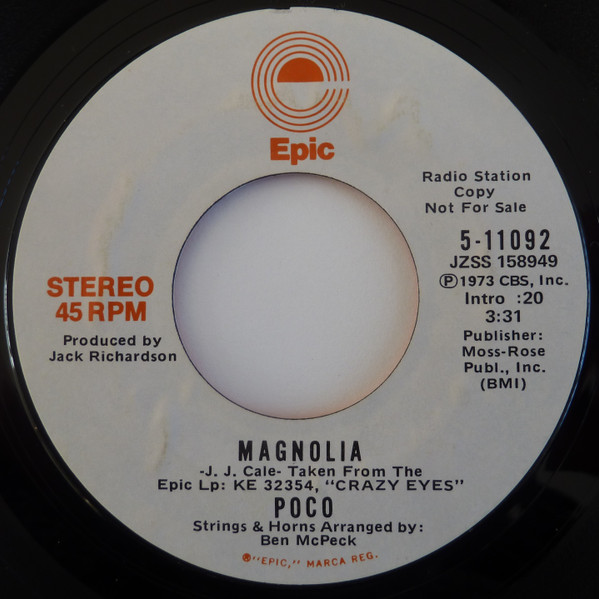 Epic
Radio Station
Copy
Not For Sale
5-11092
JZSS 158949
Ⓟ1973 CBS, Inc.
Intro :20
3:31
Publisher:
Moss-Rose
Publ., Inc.
(BMI)
STEREO
45 RPM
Produced by
Jack Richardson
MAGNOLIA
-J. J. Cale- Taken From The
Epic Lp: KE 32354, "CRAZY EYES"
POCO
Strings & Horns Arranged by:
Ben McPeck
®"EPIC," MARCA REG.